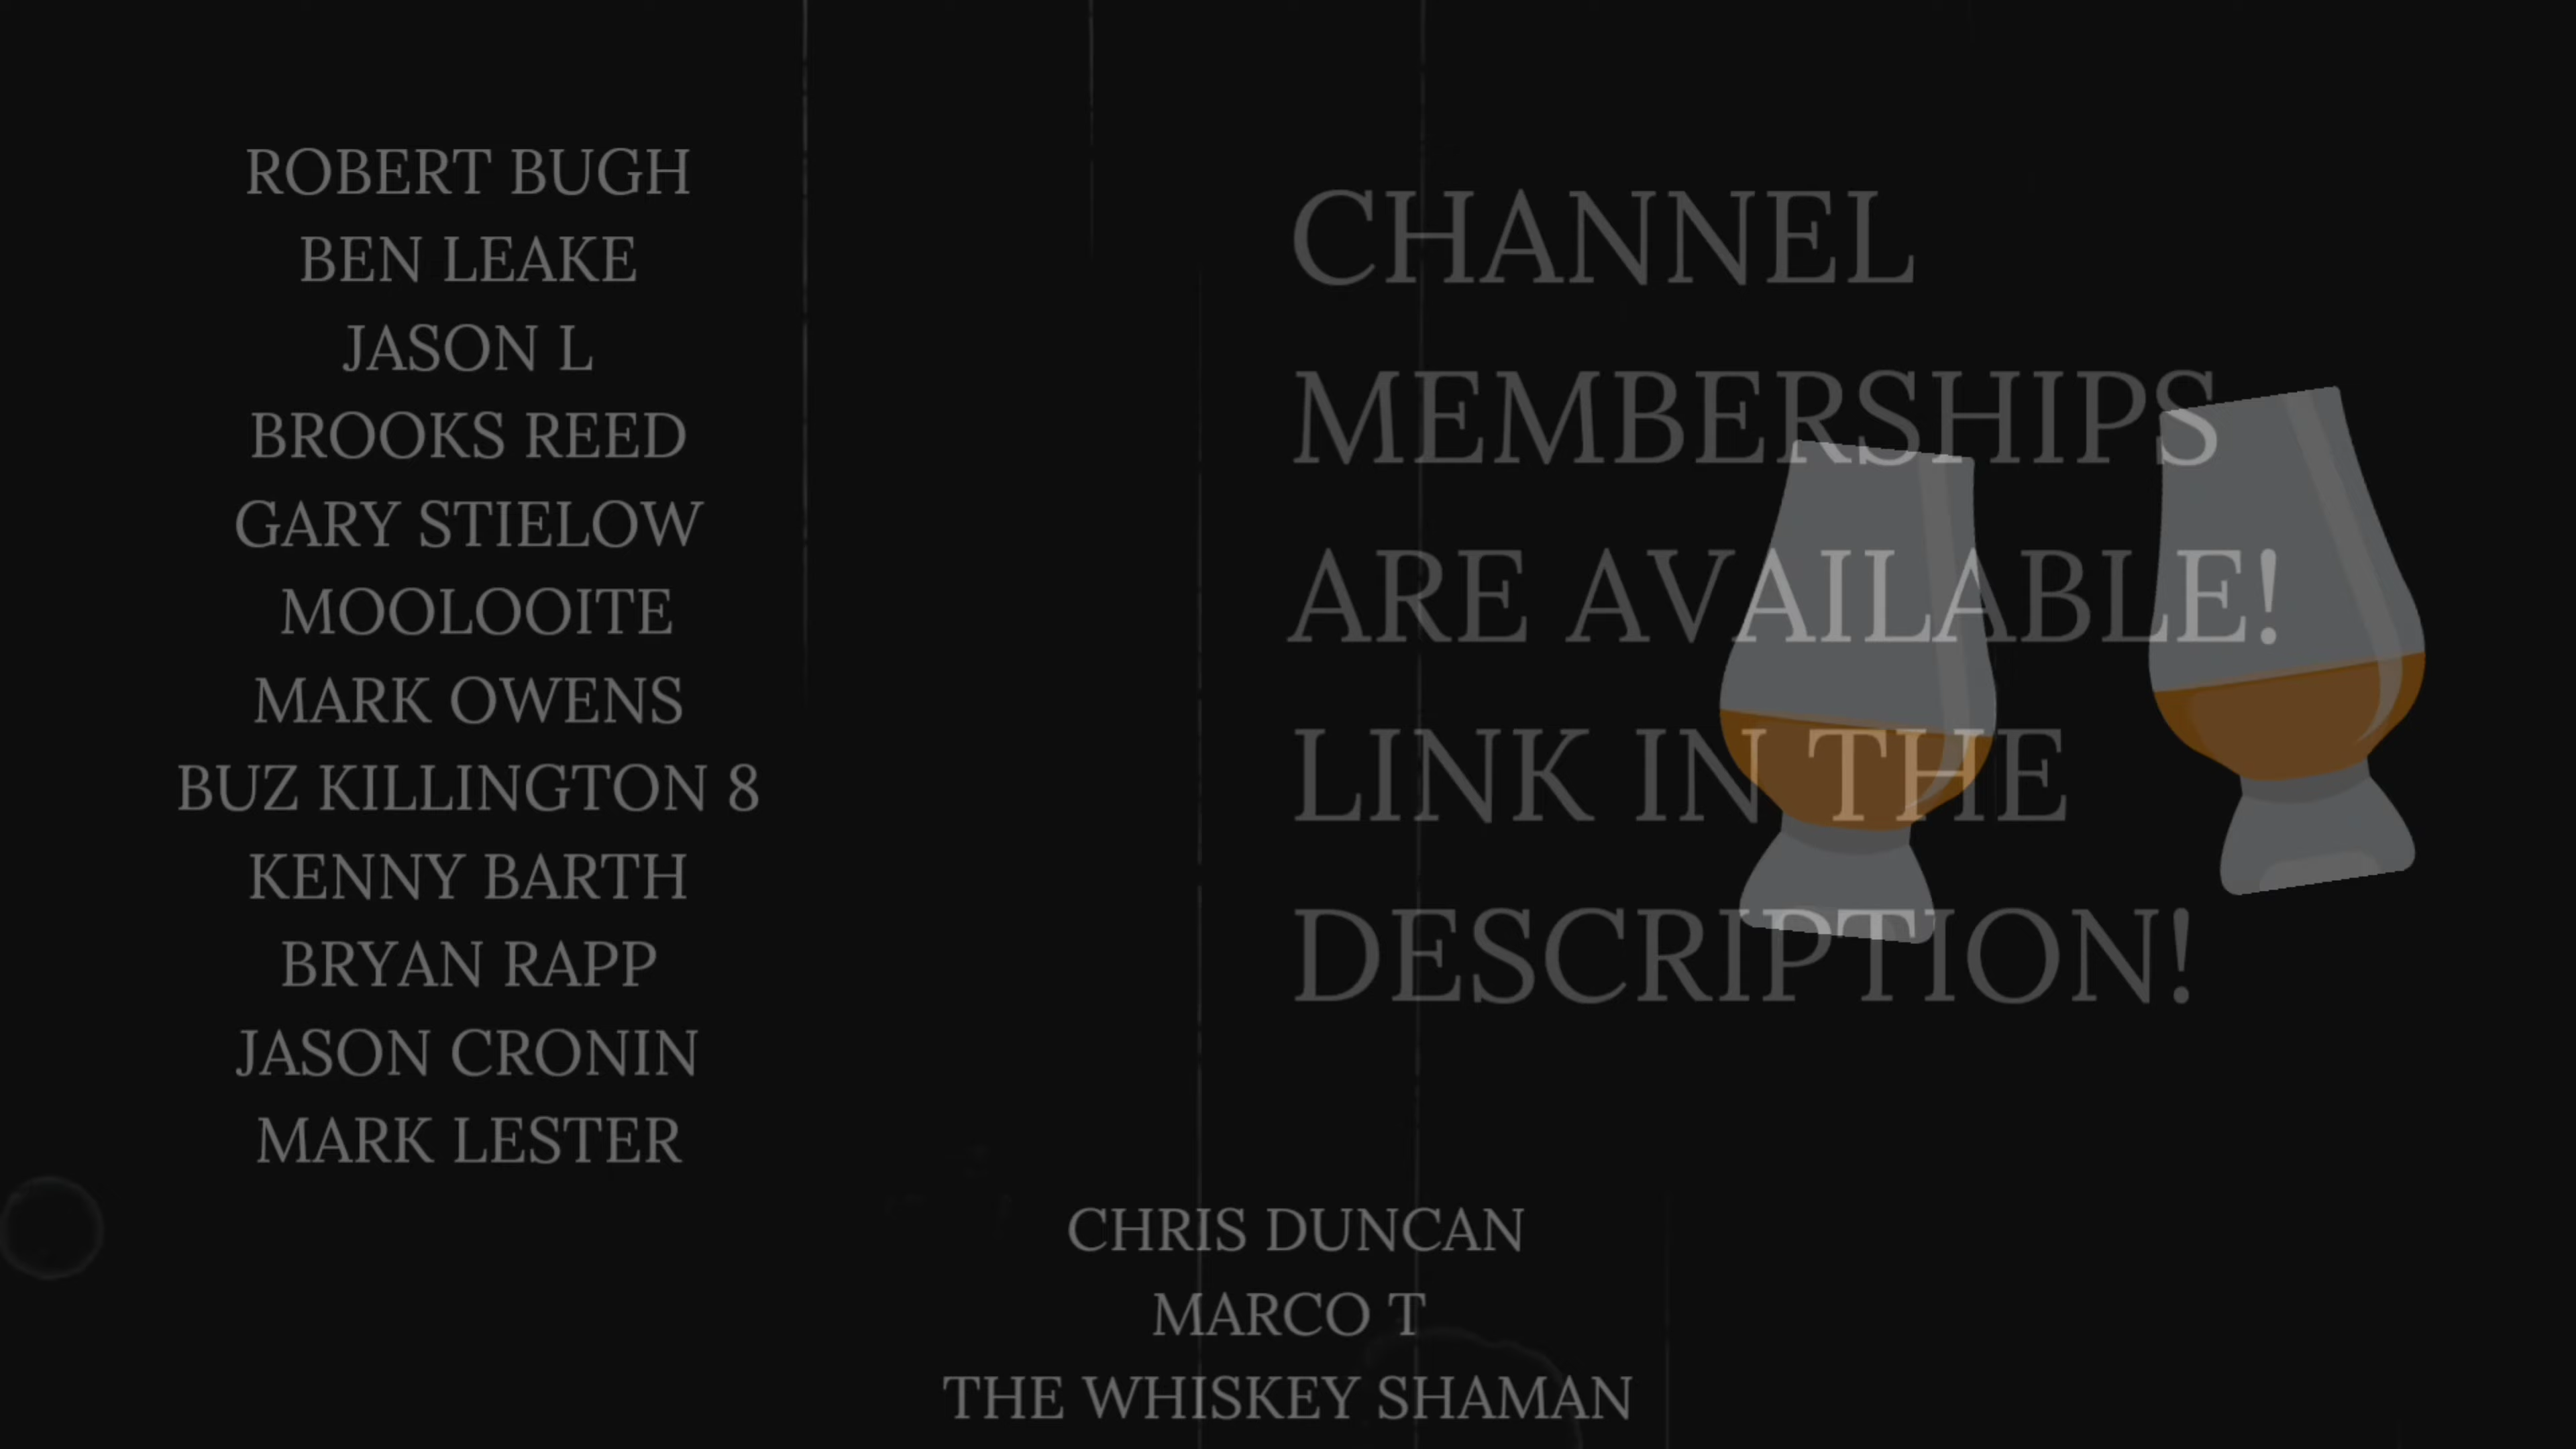 ROBERT BUGH
BEN LEAKE
JASON L
BROOKS REED
GARY STIELOW
MOOLOOITE
MARK OWENS
BUZ KILLINGTON 8
KENNY BARTH
BRYAN RAPP
JASON CRONIN
MARK LESTER
CHANNEL
MEMBERSHIPS
ARE AVAILABLE!
LINK IN THE
DESCRIPTION!
CHRIS DUNCAN
MARCO T
THE WHISKEY SHAMAN